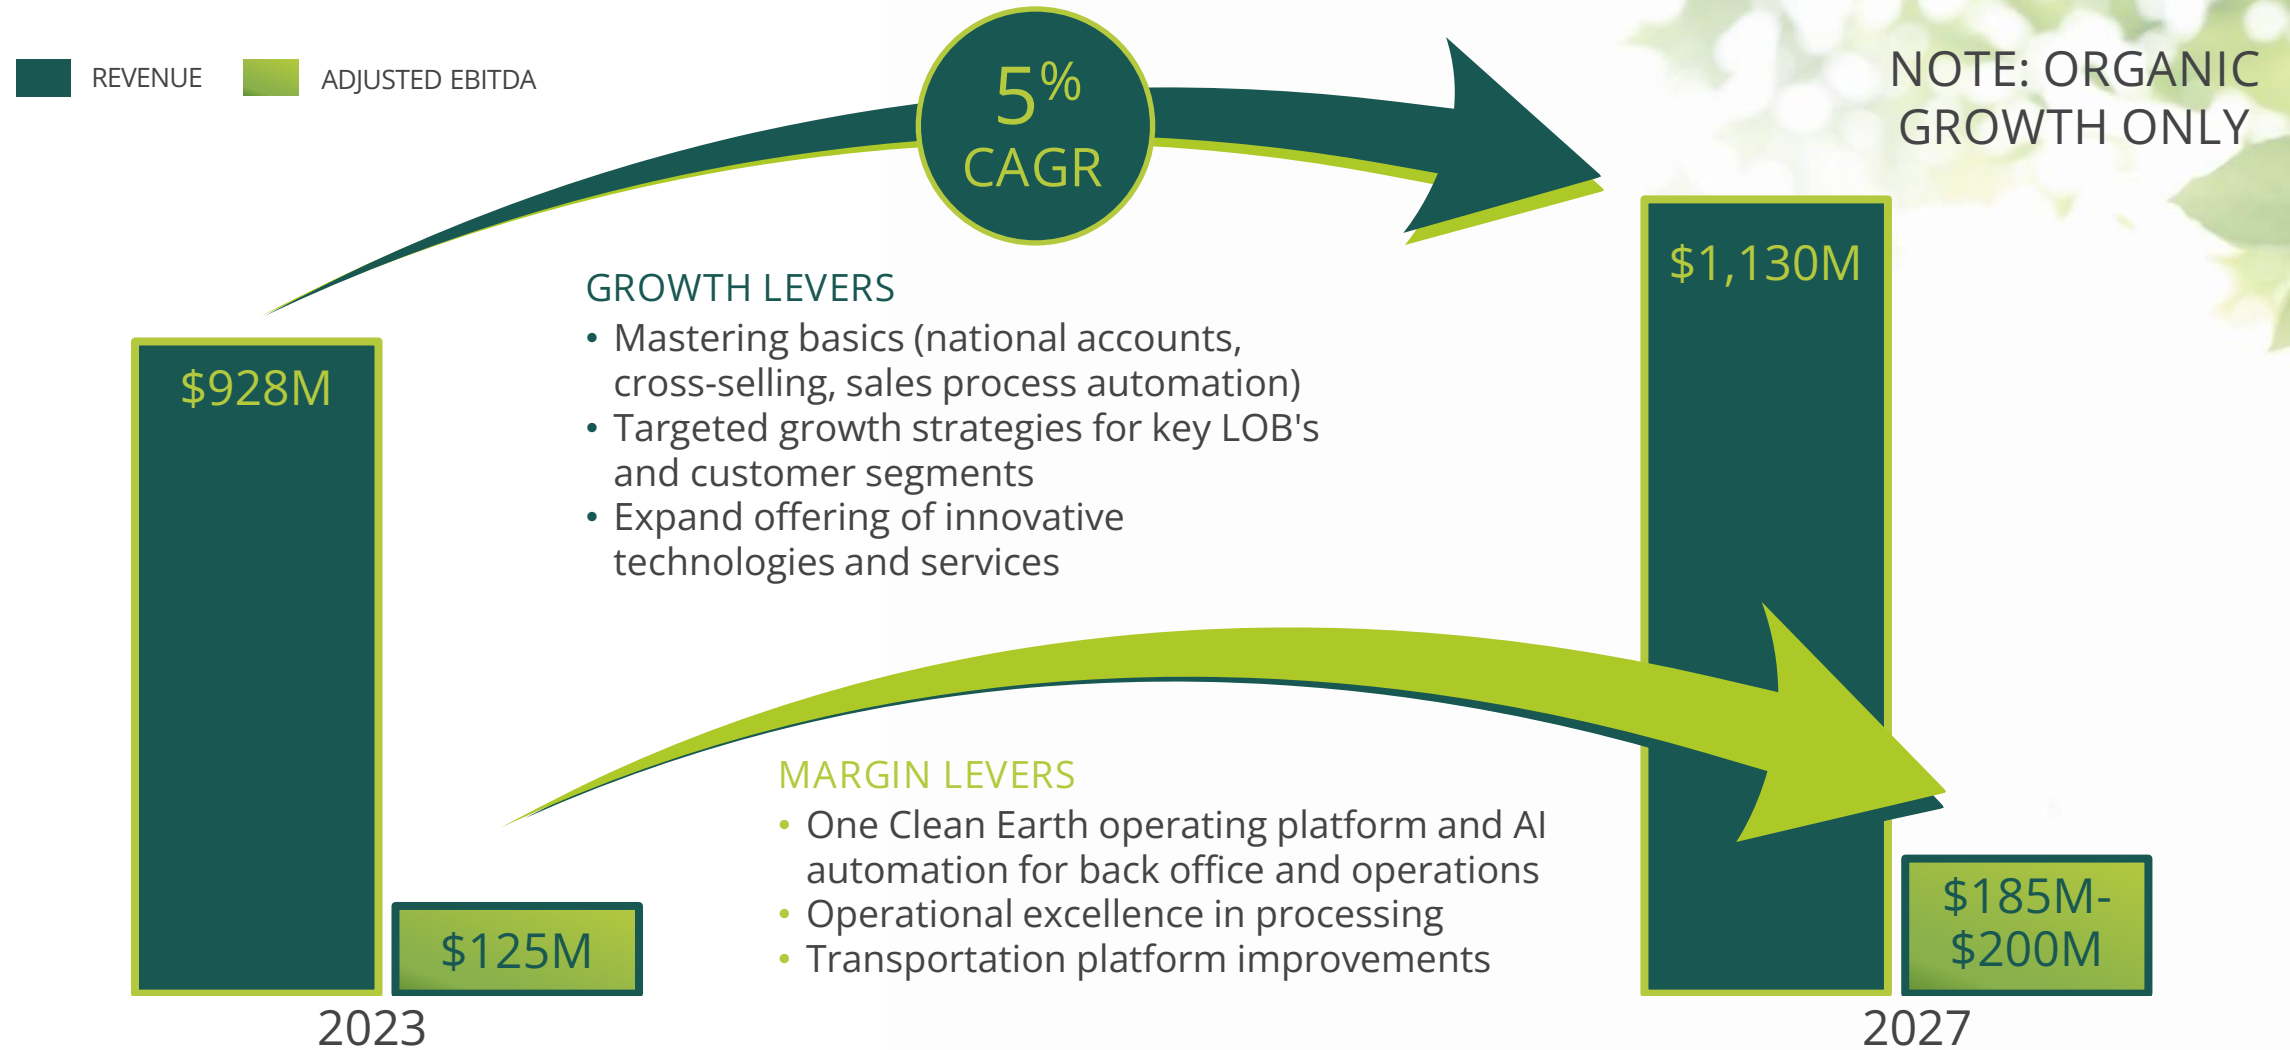 REVENUE
ADJUSTED EBITDA
5%
CAGR
NOTE: ORGANIC
GROWTH ONLY
GROWTH LEVERS
• Mastering basics (national accounts,
cross-selling, sales process automation)
• Targeted growth strategies for key LOB's
and customer segments
• Expand offering of innovative
technologies and services
$928M
$125M
2023
MARGIN LEVERS
• One Clean Earth operating platform and AI
automation for back office and operations
• Operational excellence in processing
• Transportation platform improvements
$1,130M
$185M-
$200M
2027